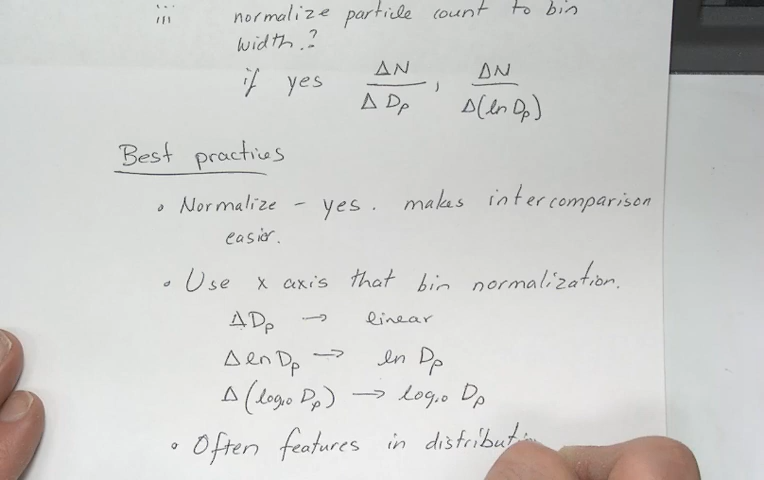 iii normalize particle count to bin
width.?
if yes ΔN/ΔDp , ΔN/Δ(ln Dp)
Best practices
• Normalize - yes. makes intercomparison
easier.
• Use x axis that bin normalization.
ΔDp → linear
Δ ln Dp → ln Dp
Δ(log10 Dp) → log10 Dp
• Often features in distributi